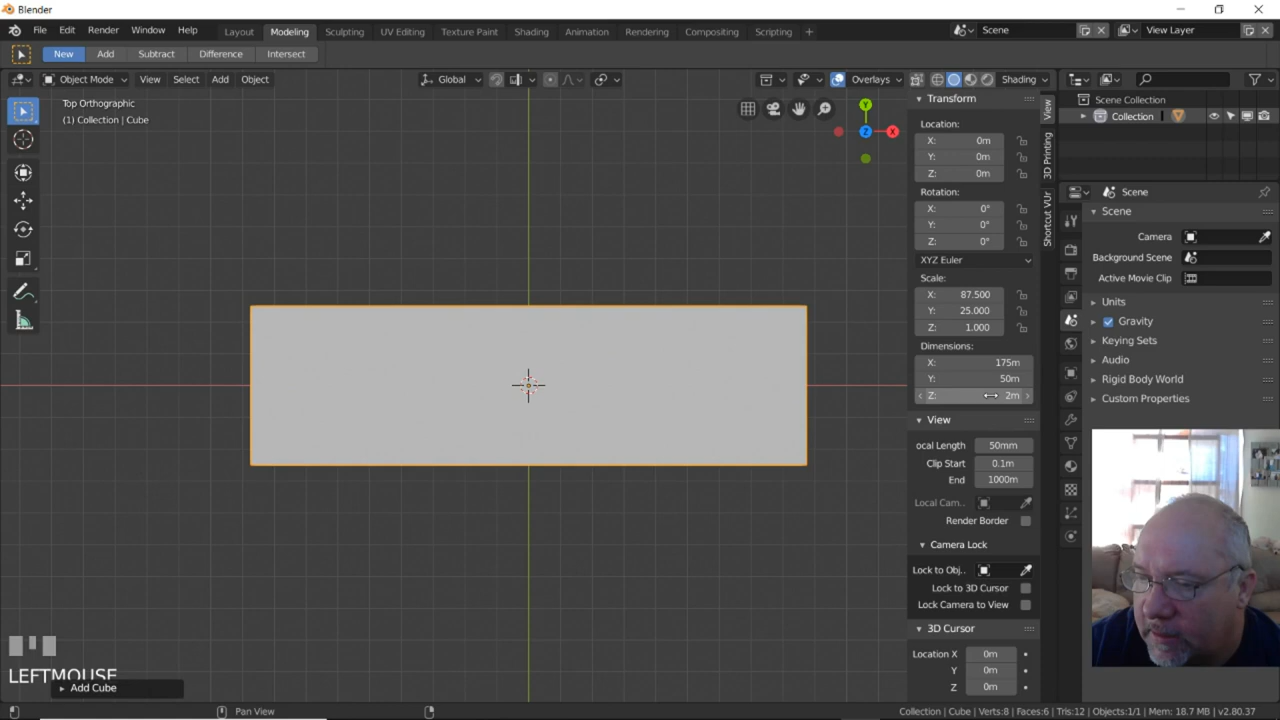 Blender
File Edit Render Window Help Layout Modeling Sculpting UV Editing Texture Paint Shading Animation Rendering Compositing Scripting + Scene View Layer
New Add Subtract Difference Intersect
Object Mode View Select Add Object Global Overlays Shading
Top Orthographic
(1) Collection | Cube
Y
Z
X
Transform
Location:
X: 0m
Y: 0m
Z: 0m
Rotation:
X: 0°
Y: 0°
Z: 0°
XYZ Euler
Scale:
X: 87.500
Y: 25.000
Z: 1.000
Dimensions:
X: 175m
Y: 50m
Z: 2m
View
ocal Length 50mm
Clip Start 0.1m
End 1000m
Local Cam..
Render Border
Camera Lock
Lock to Obj..
Lock to 3D Cursor
Lock Camera to View
3D Cursor
Location X 0m
Y 0m
Z 0m
View
3D Printing
Shortcut VUr
Scene Collection
Collection
Scene
Scene
Camera
Background Scene
Active Movie Clip
Units
Gravity
Keying Sets
Audio
Rigid Body World
Custom Properties
LEFTMOUSE
Add Cube
Pan View
Collection | Cube | Verts:8 | Faces:6 | Tris:12 | Objects:1/1 | Mem: 18.7 MB | v2.80.37